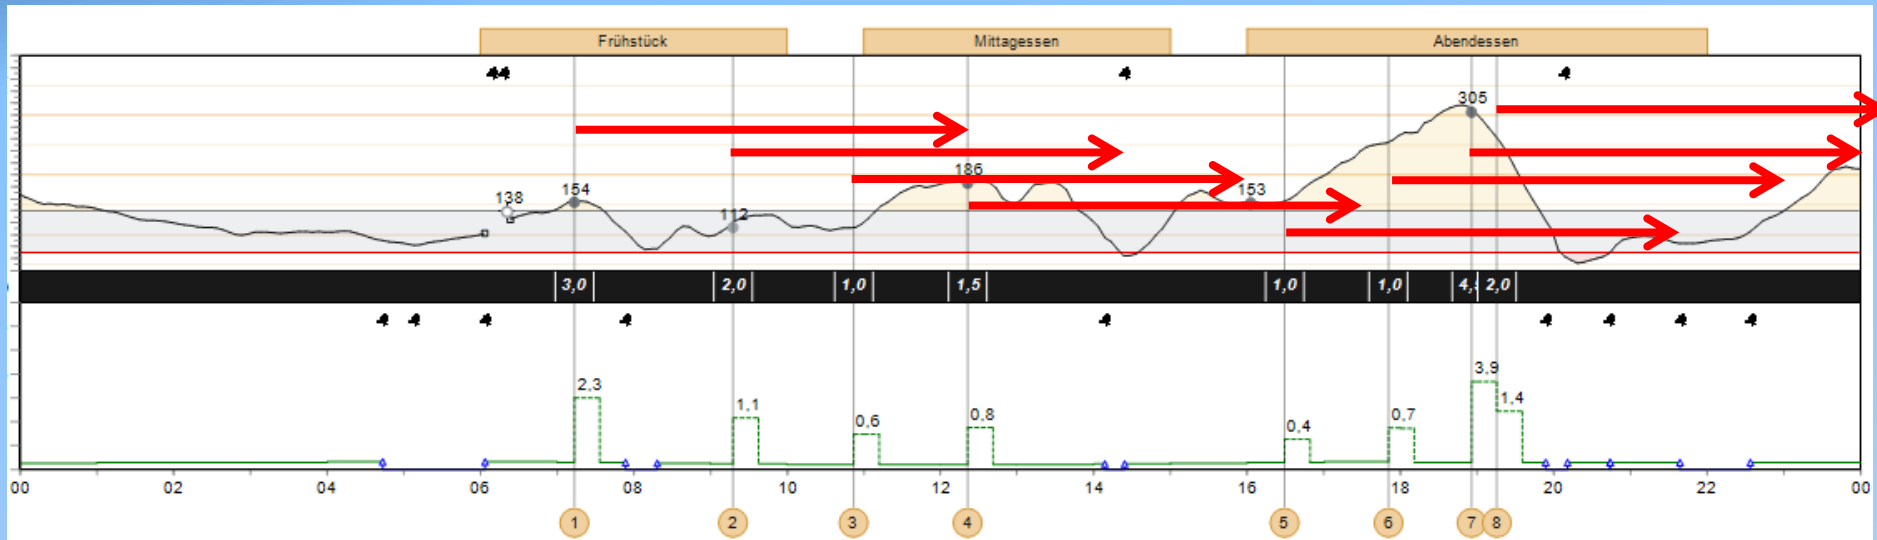 Frühstück Mittagessen Abendessen
305
186
154 153
138
112
3,0 2,0 1,0 1,5 1,0 1,0 4, 2,0
3,9
2,3 1,4
1,1 0,8 0,7
0,6 0,4
00 02 04 06 08 10 12 14 16 18 20 22 00
1 2 3 4 5 6 7 8